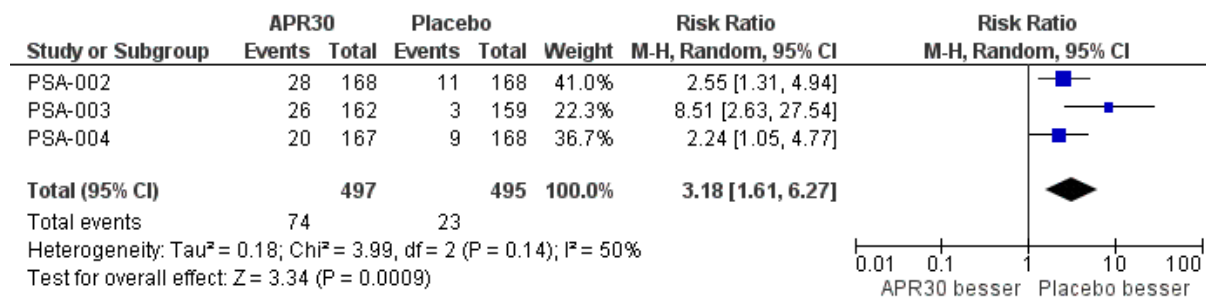 APR30 Placebo Risk Ratio Risk Ratio
Study or Subgroup Events Total Events Total Weight M-H, Random, 95% CI M-H, Random, 95% CI
PSA-002 28 168 11 168 41.0% 2.55 [1.31, 4.94]
PSA-003 26 162 3 159 22.3% 8.51 [2.63, 27.54]
PSA-004 20 167 9 168 36.7% 2.24 [1.05, 4.77]
Total (95% CI) 497 495 100.0% 3.18 [1.61, 6.27]
Total events 74 23
Heterogeneity: Tau² = 0.18; Chi² = 3.99, df = 2 (P = 0.14); I² = 50%
Test for overall effect: Z = 3.34 (P = 0.0009)
0.01 0.1 1 10 100
APR30 besser Placebo besser